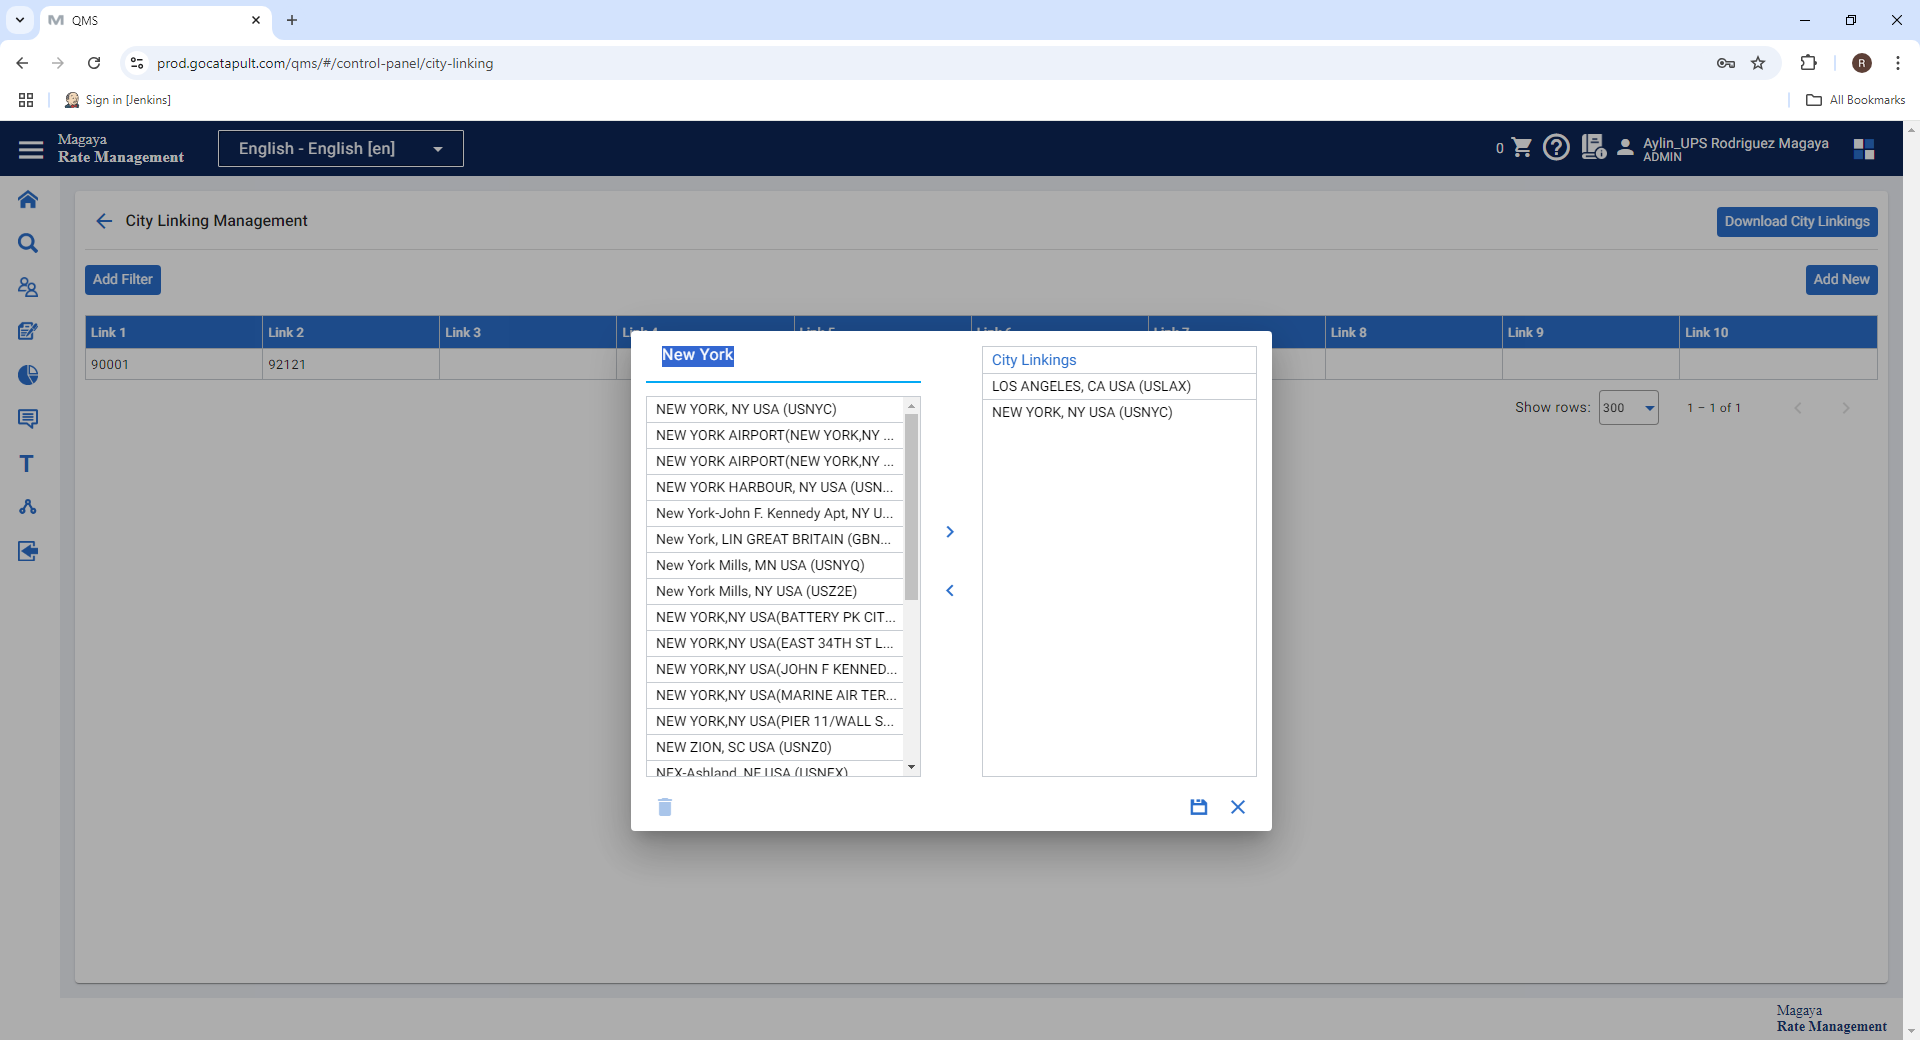 QMS
prod.gocatapult.com/qms/#/control-panel/city-linking
R
Sign in [Jenkins]
All Bookmarks
Magaya
Rate Management
English - English [en]
0
Aylin_UPS Rodriguez Magaya
ADMIN
City Linking Management
Download City Linkings
Add Filter
Add New
Link 1
Link 2
Link 3
Link 8
Link 9
Link 10
90001
92121
Show rows:
300
1 – 1 of 1
New York
NEW YORK, NY USA (USNYC)
NEW YORK AIRPORT(NEW YORK,NY ...
NEW YORK AIRPORT(NEW YORK,NY ...
NEW YORK HARBOUR, NY USA (USN...
New York-John F. Kennedy Apt, NY U...
New York, LIN GREAT BRITAIN (GBN...
New York Mills, MN USA (USNYQ)
New York Mills, NY USA (USZ2E)
NEW YORK,NY USA(BATTERY PK CIT...
NEW YORK,NY USA(EAST 34TH ST L...
NEW YORK,NY USA(JOHN F KENNED...
NEW YORK,NY USA(MARINE AIR TER...
NEW YORK,NY USA(PIER 11/WALL S...
NEW ZION, SC USA (USNZ0)
NEX-Ashland, NE USA (USNEX)
City Linkings
LOS ANGELES, CA USA (USLAX)
NEW YORK, NY USA (USNYC)
T
Magaya
Rate Management